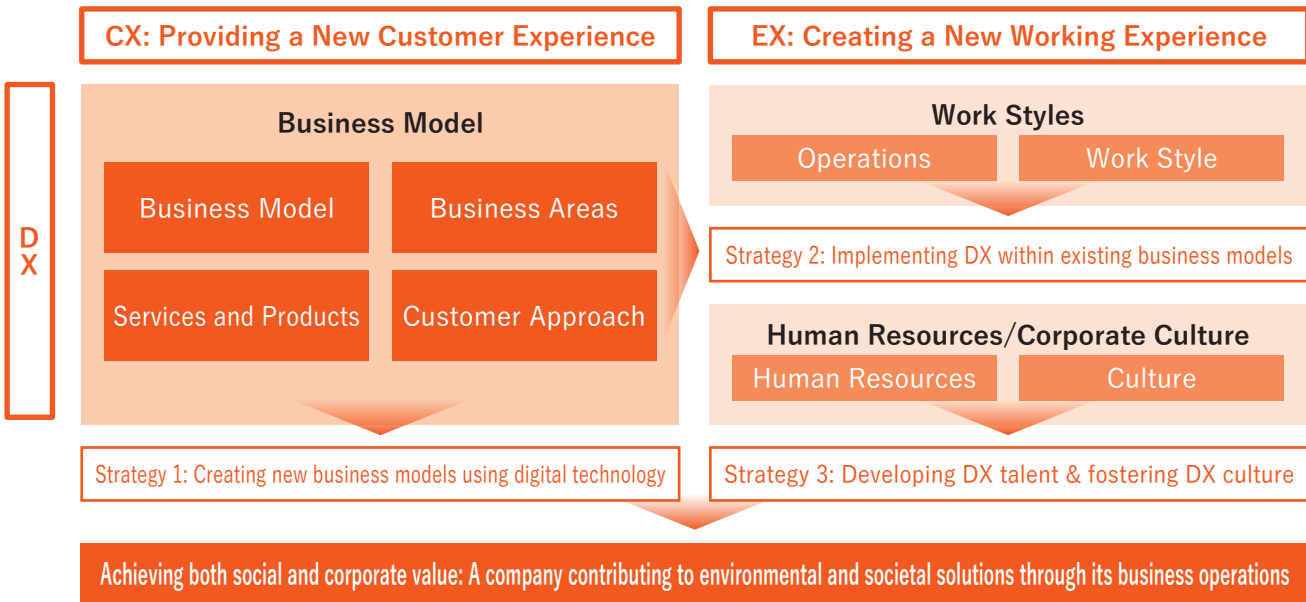 CX: Providing a New Customer Experience
EX: Creating a New Working Experience
D
X
Business Model
Business Model
Business Areas
Services and Products
Customer Approach
Strategy 1: Creating new business models using digital technology
Work Styles
Operations
Work Style
Strategy 2: Implementing DX within existing business models
Human Resources/Corporate Culture
Human Resources
Culture
Strategy 3: Developing DX talent & fostering DX culture
Achieving both social and corporate value: A company contributing to environmental and societal solutions through its business operations